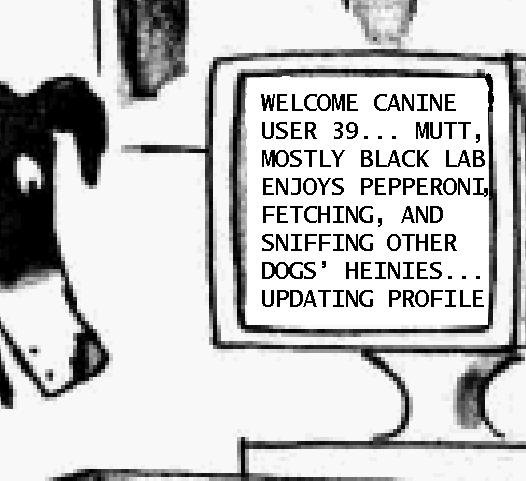 WELCOME CANINE
USER 39... MUTT,
MOSTLY BLACK LAB
ENJOYS PEPPERONI,
FETCHING, AND
SNIFFING OTHER
DOGS' HEINIES...
UPDATING PROFILE